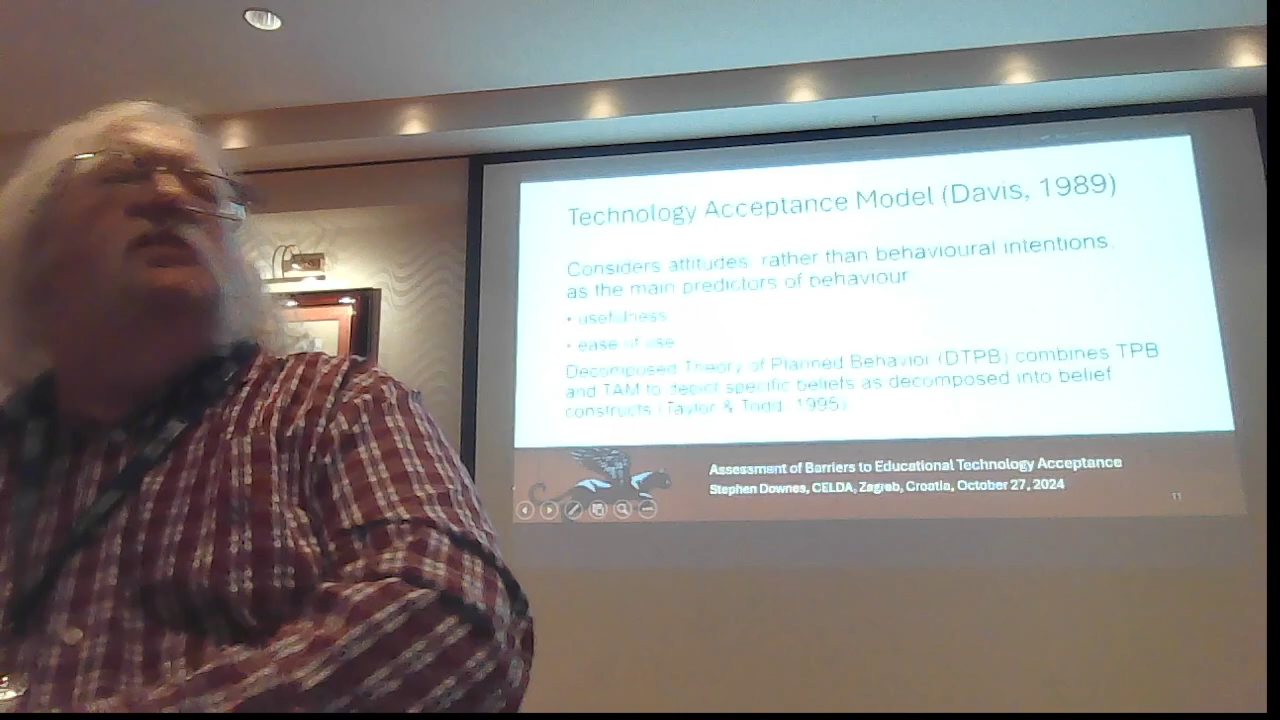 Technology Acceptance Model (Davis, 1989)
Considers attitudes, rather than behavioural intentions,
as the main predictors of behaviour
• usefulness
• ease of use
Decomposed Theory of Planned Behavior (DTPB) combines TPB
and TAM to depict specific beliefs as decomposed into belief
constructs (Taylor & Todd, 1995)
Assessment of Barriers to Educational Technology Acceptance
Stephen Downes, CELDA, Zagreb, Croatia, October 27, 2024
11